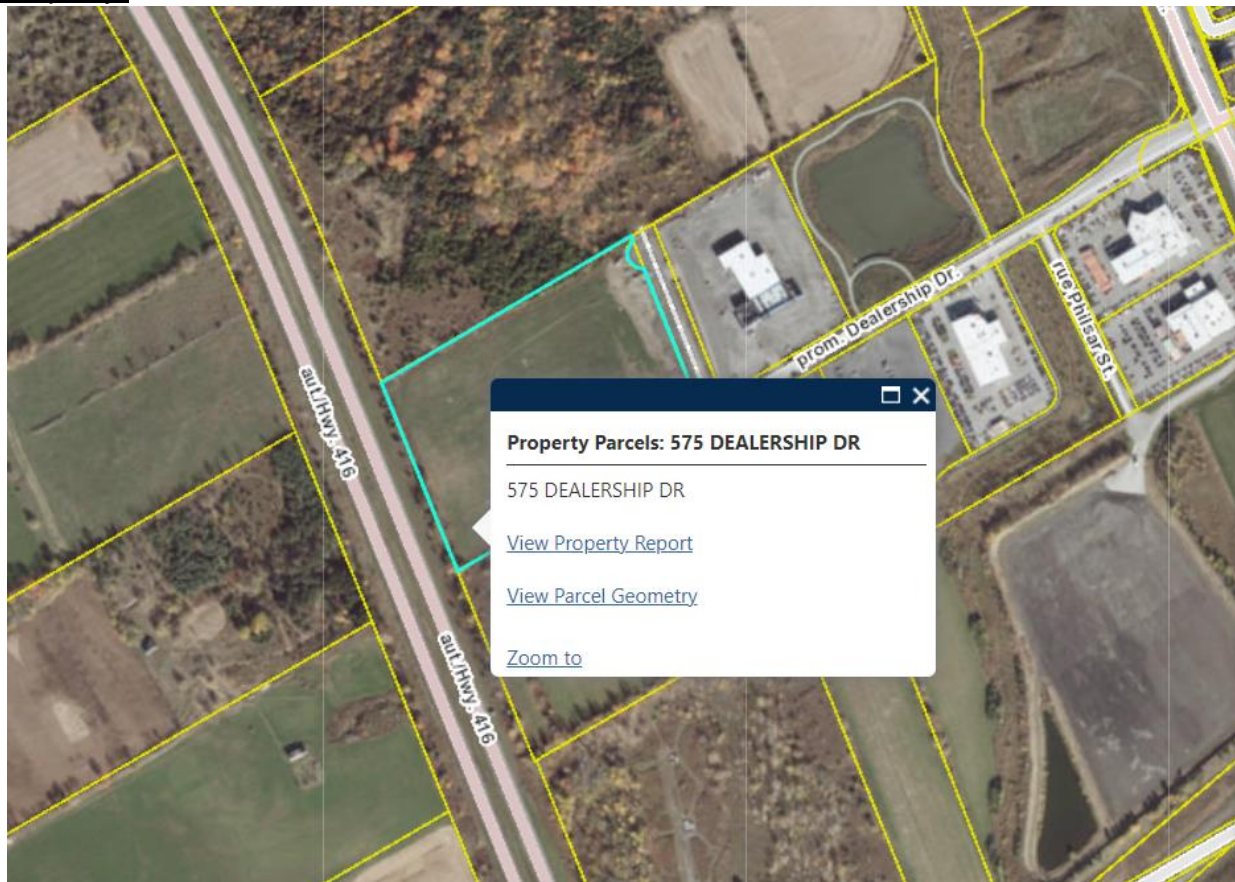 prom. Dealership Dr.
rue Philsar St.
aut./Hwy. 416
Property Parcels: 575 DEALERSHIP DR
575 DEALERSHIP DR
View Property Report
View Parcel Geometry
Zoom to
aut./Hwy. 416